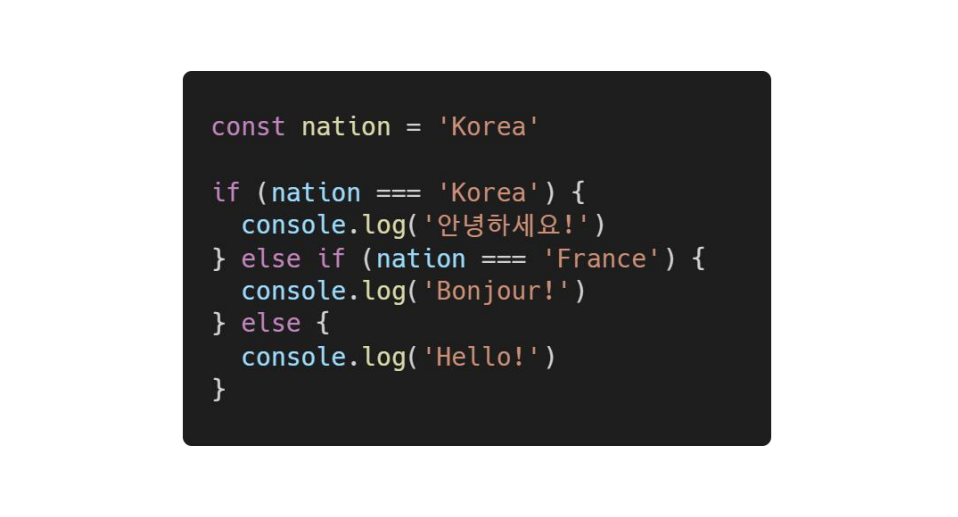 const nation = 'Korea'
if (nation === 'Korea') {
  console.log('안녕하세요!')
} else if (nation === 'France') {
  console.log('Bonjour!')
} else {
  console.log('Hello!')
}